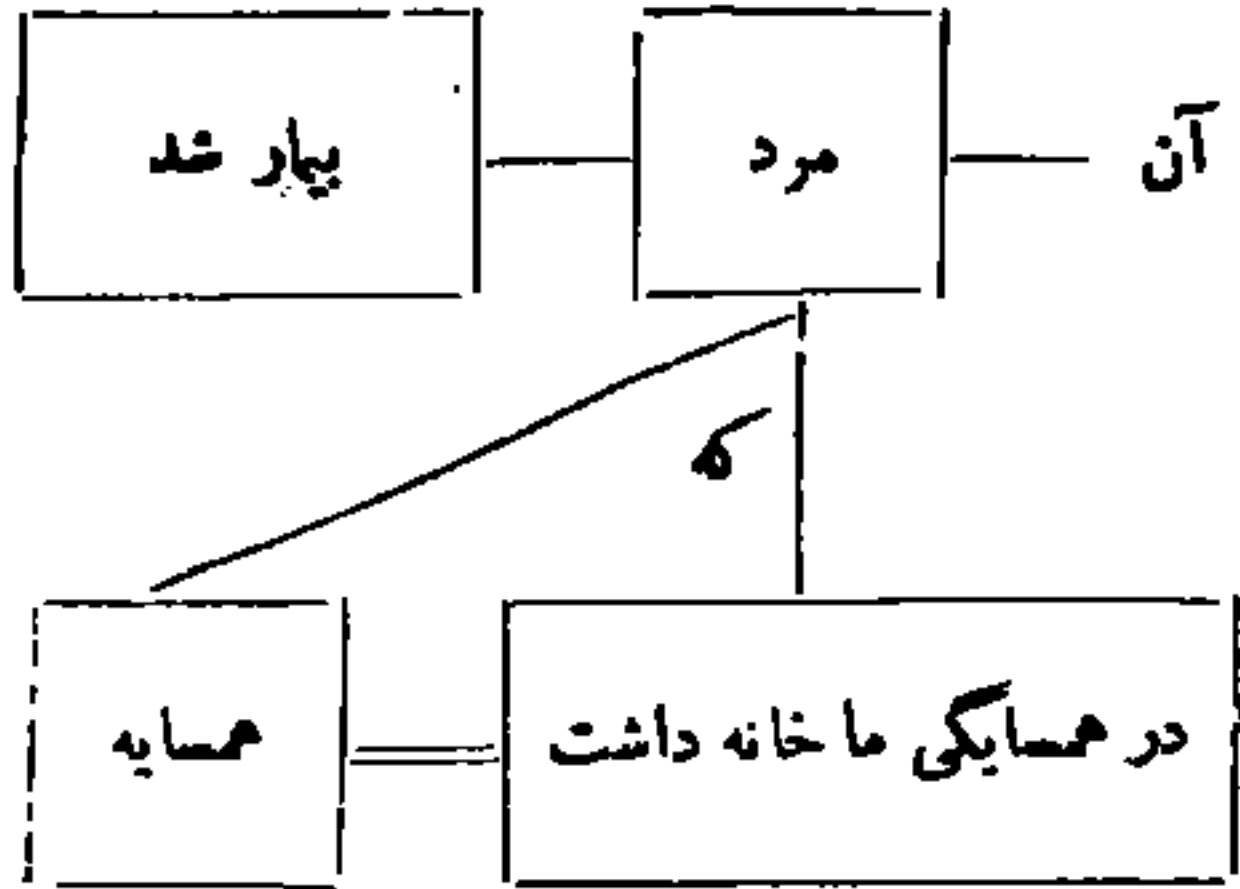 آن مرد بیمار شد
که
در همسایگی ما خانه داشت همسایه